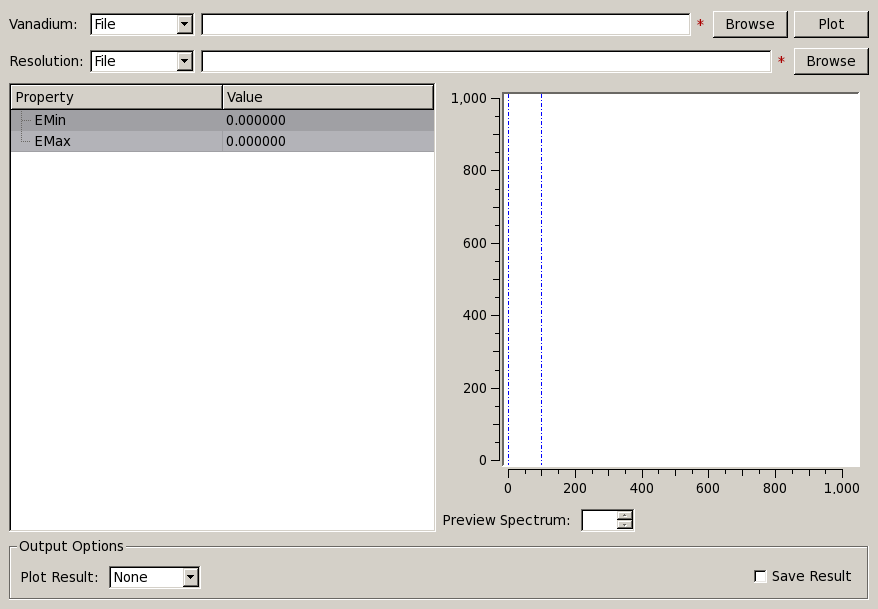 Vanadium: File * Browse Plot
Resolution: File * Browse
Property Value
EMin 0.000000
EMax 0.000000
1,000
800
600
400
200
0
0 200 400 600 800 1,000
Preview Spectrum:
Output Options
Plot Result: None Save Result